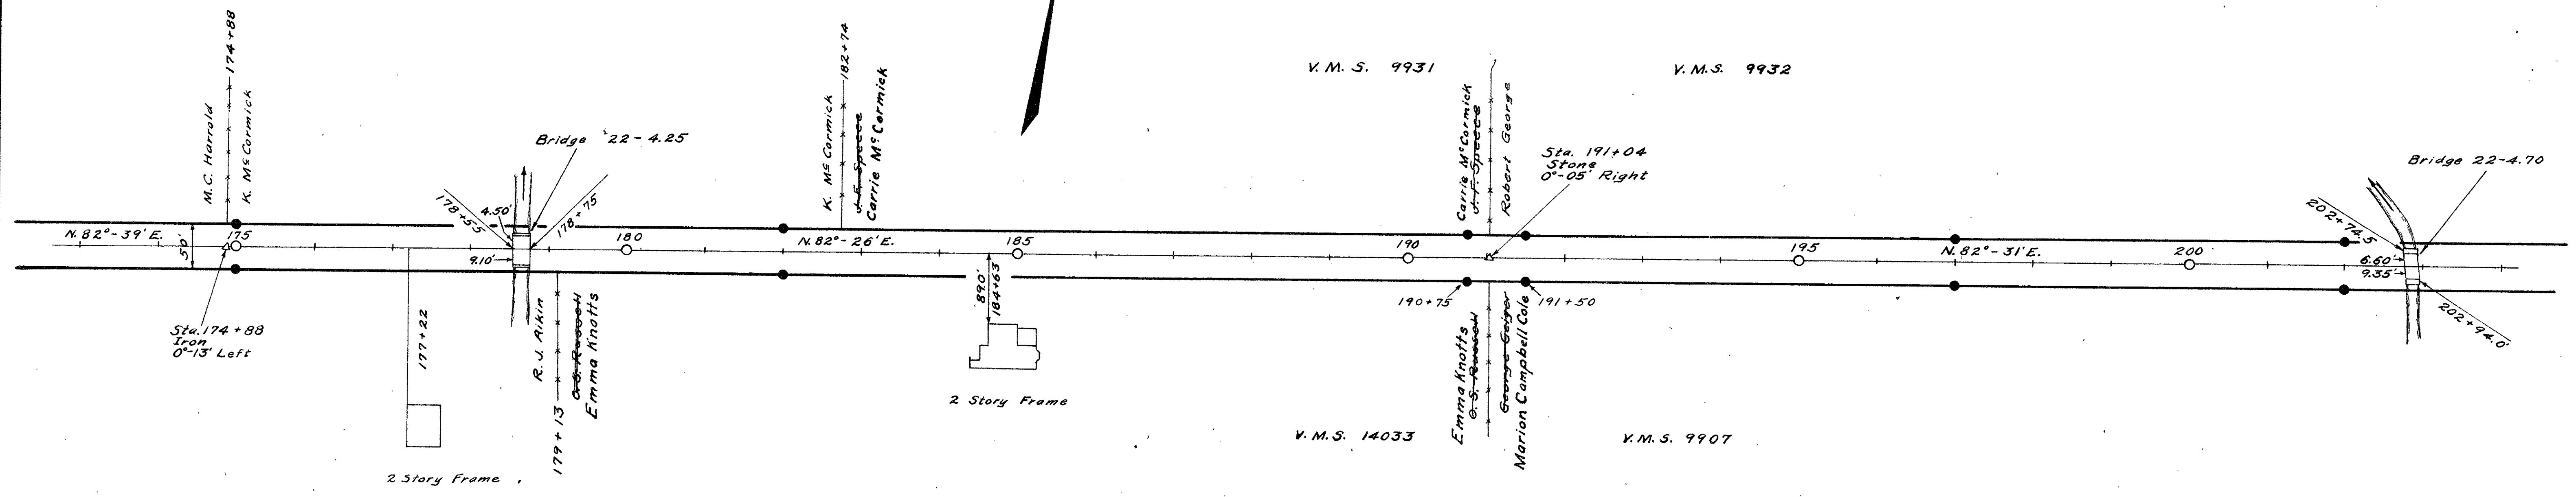 M.C. Harrold
174+88
K. McCormick
Bridge 22-4.25
K. McCormick
182+74
J. F. Speece
Carrie McCormick
V. M. S. 9931
Carrie McCormick
J. F. Speece
Robert George
V. M. S. 9932
Sta. 191+04
Stone
0°-05' Right
Bridge 22-4.70
N. 82°-39' E.
50'
175
178+55
4.50'
178+75
9.10'
180
N. 82°-26' E.
185
190
195
N. 82°-31' E.
200
202+74.5
6.60'
9.35'
202+94.0'
Sta. 174+88
Iron
0°-13' Left
177+22
2 Story Frame
R. J. Aikin
179+13
O. S. Russell
Emma Knotts
89.0'
184+63
2 Story Frame
190+75
191+50
Emma Knotts
O. S. Russell
George Geiger
Marion Campbell Cole
V. M. S. 14033
V. M. S. 9907